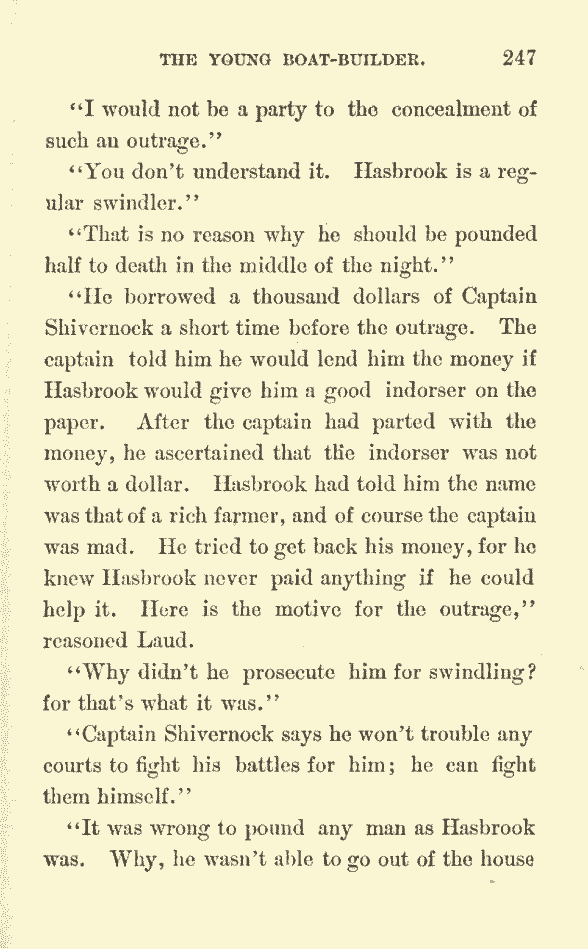 THE YOUNG BOAT-BUILDER. 247
"I would not be a party to the concealment of
such an outrage."
"You don't understand it. Hasbrook is a reg-
ular swindler."
"That is no reason why he should be pounded
half to death in the middle of the night."
"He borrowed a thousand dollars of Captain
Shivernock a short time before the outrage. The
captain told him he would lend him the money if
Hasbrook would give him a good indorser on the
paper. After the captain had parted with the
money, he ascertained that the indorser was not
worth a dollar. Hasbrook had told him the name
was that of a rich farmer, and of course the captain
was mad. He tried to get back his money, for he
knew Hasbrook never paid anything if he could
help it. Here is the motive for the outrage,"
reasoned Laud.
"Why didn't he prosecute him for swindling?
for that's what it was."
"Captain Shivernock says he won't trouble any
courts to fight his battles for him; he can fight
them himself."
"It was wrong to pound any man as Hasbrook
was. Why, he wasn't able to go out of the house